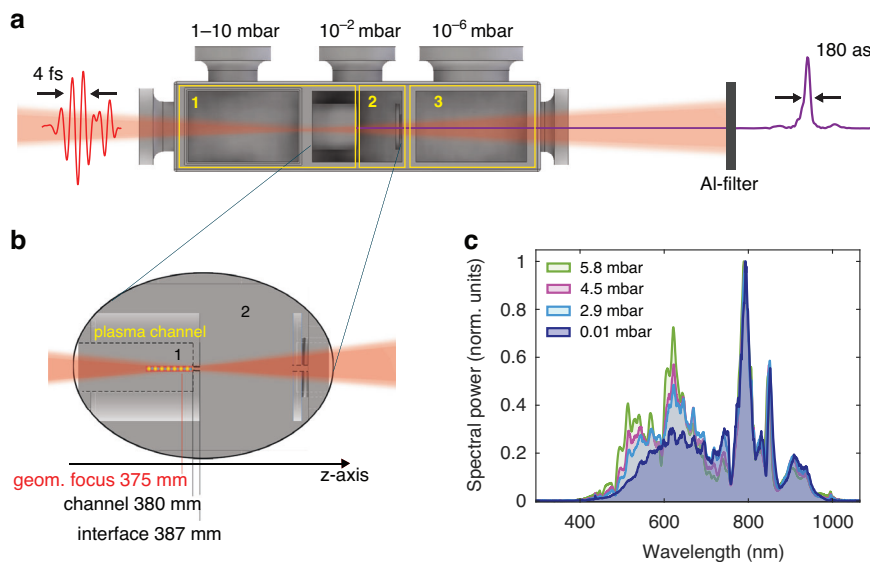 a
1–10 mbar
10⁻² mbar
10⁻⁶ mbar
4 fs
180 as
1
2
3
Al-filter
b
2
plasma channel
1
z-axis
geom. focus 375 mm
channel 380 mm
interface 387 mm
c
5.8 mbar
4.5 mbar
2.9 mbar
0.01 mbar
Spectral power (norm. units)
1
0.8
0.6
0.4
0.2
0
400
600
800
1000
Wavelength (nm)